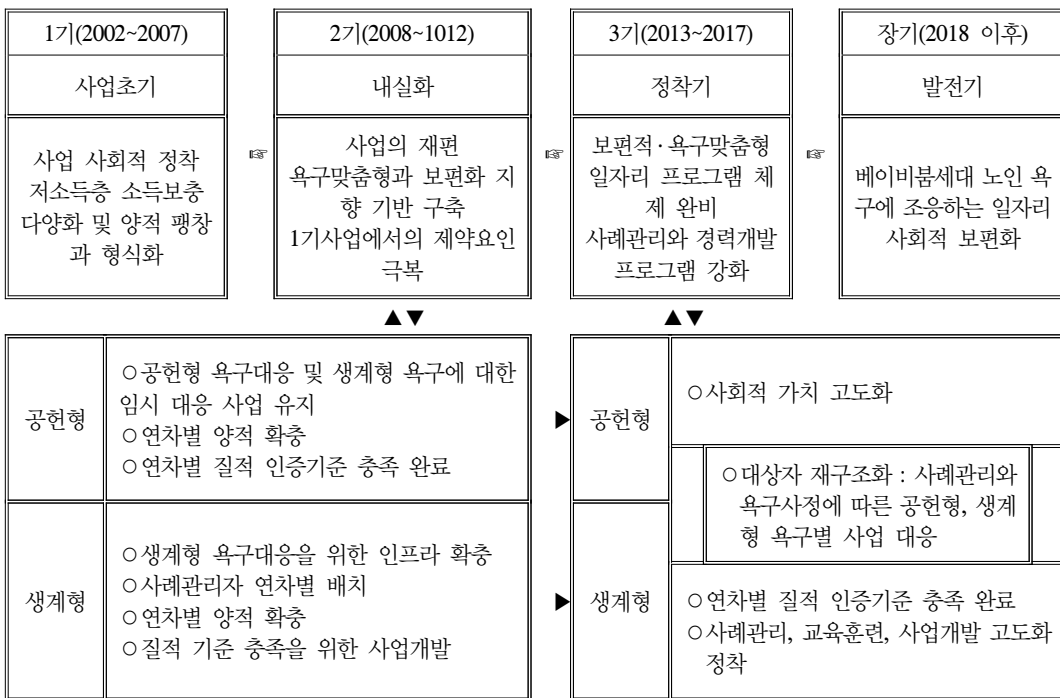 1기(2002~2007)
사업초기
사업 사회적 정착
저소득층 소득보충
다양화 및 양적 팽창
과 형식화
☞
2기(2008~1012)
내실화
사업의 재편
욕구맞춤형과 보편화 지
향 기반 구축
1기사업에서의 제약요인
극복
☞
3기(2013~2017)
정착기
보편적·욕구맞춤형
일자리 프로그램 체
제 완비
사례관리와 경력개발
프로그램 강화
☞
장기(2018 이후)
발전기
베이비붐세대 노인 욕
구에 조응하는 일자리
사회적 보편화
▲▼
▲▼
공헌형
○공헌형 욕구대응 및 생계형 욕구에 대한
임시 대응 사업 유지
○연차별 양적 확충
○연차별 질적 인증기준 충족 완료
생계형
○생계형 욕구대응을 위한 인프라 확충
○사례관리자 연차별 배치
○연차별 양적 확충
○질적 기준 충족을 위한 사업개발
▶
▶
공헌형
○사회적 가치 고도화
○대상자 재구조화 : 사례관리와
욕구사정에 따른 공헌형, 생계
형 욕구별 사업 대응
생계형
○연차별 질적 인증기준 충족 완료
○사례관리, 교육훈련, 사업개발 고도화
정착